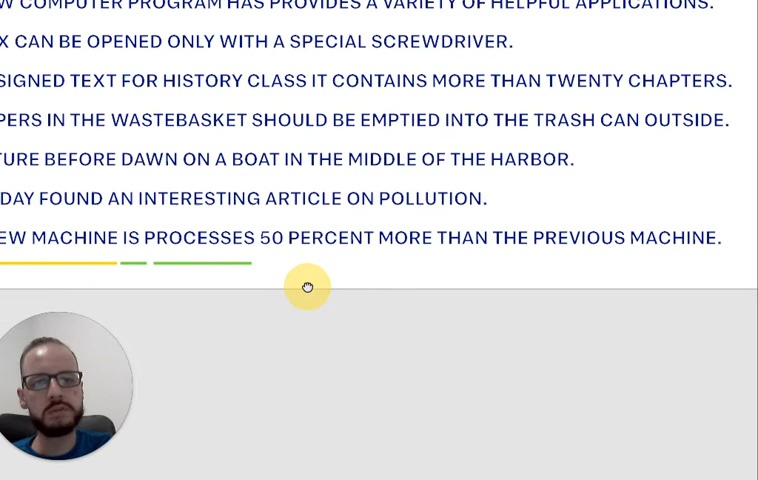 COMPUTER PROGRAM HAS PROVIDES A VARIETY OF HELPFUL APPLICATIONS.
X CAN BE OPENED ONLY WITH A SPECIAL SCREWDRIVER.
SIGNED TEXT FOR HISTORY CLASS IT CONTAINS MORE THAN TWENTY CHAPTERS.
PERS IN THE WASTEBASKET SHOULD BE EMPTIED INTO THE TRASH CAN OUTSIDE.
TURE BEFORE DAWN ON A BOAT IN THE MIDDLE OF THE HARBOR.
DAY FOUND AN INTERESTING ARTICLE ON POLLUTION.
EW MACHINE IS PROCESSES 50 PERCENT MORE THAN THE PREVIOUS MACHINE.